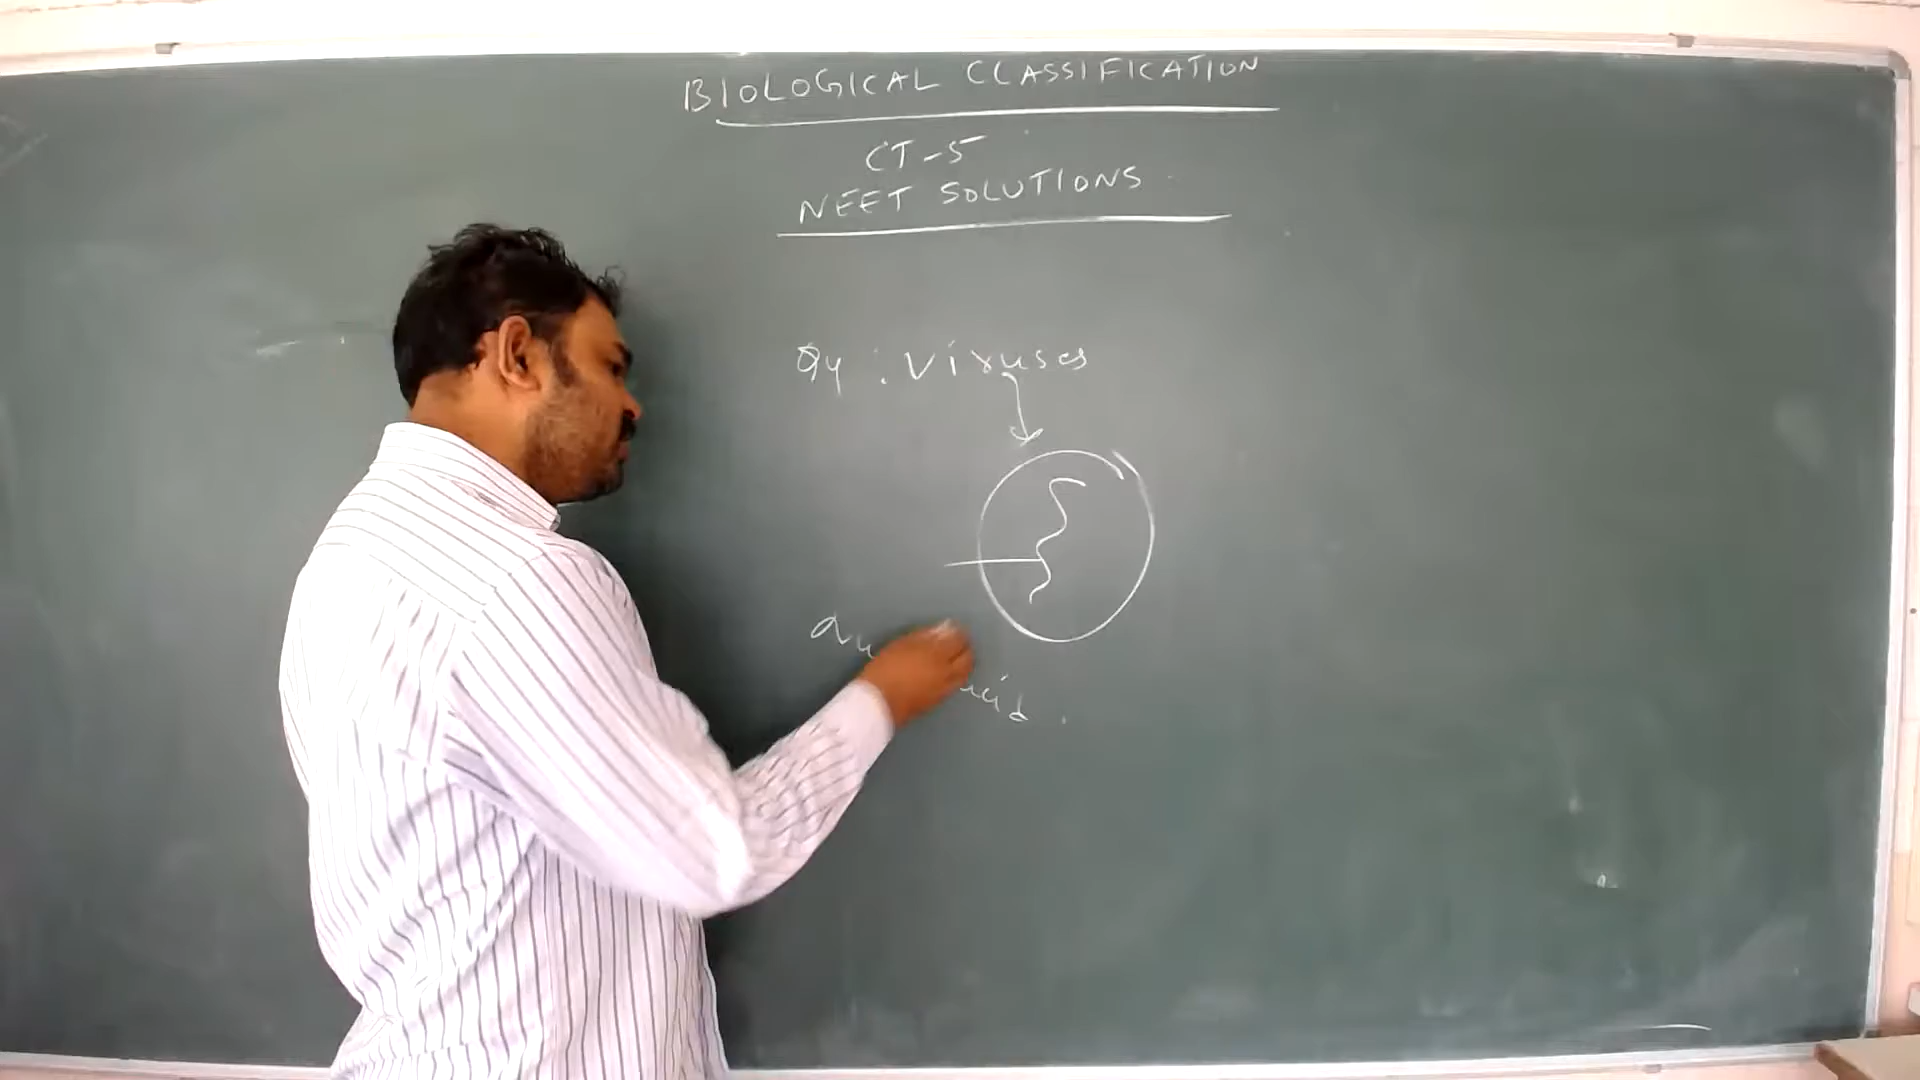 BIOLOGICAL CLASSIFICATION
CT-5
NEET SOLUTIONS
Q4 : Viruses